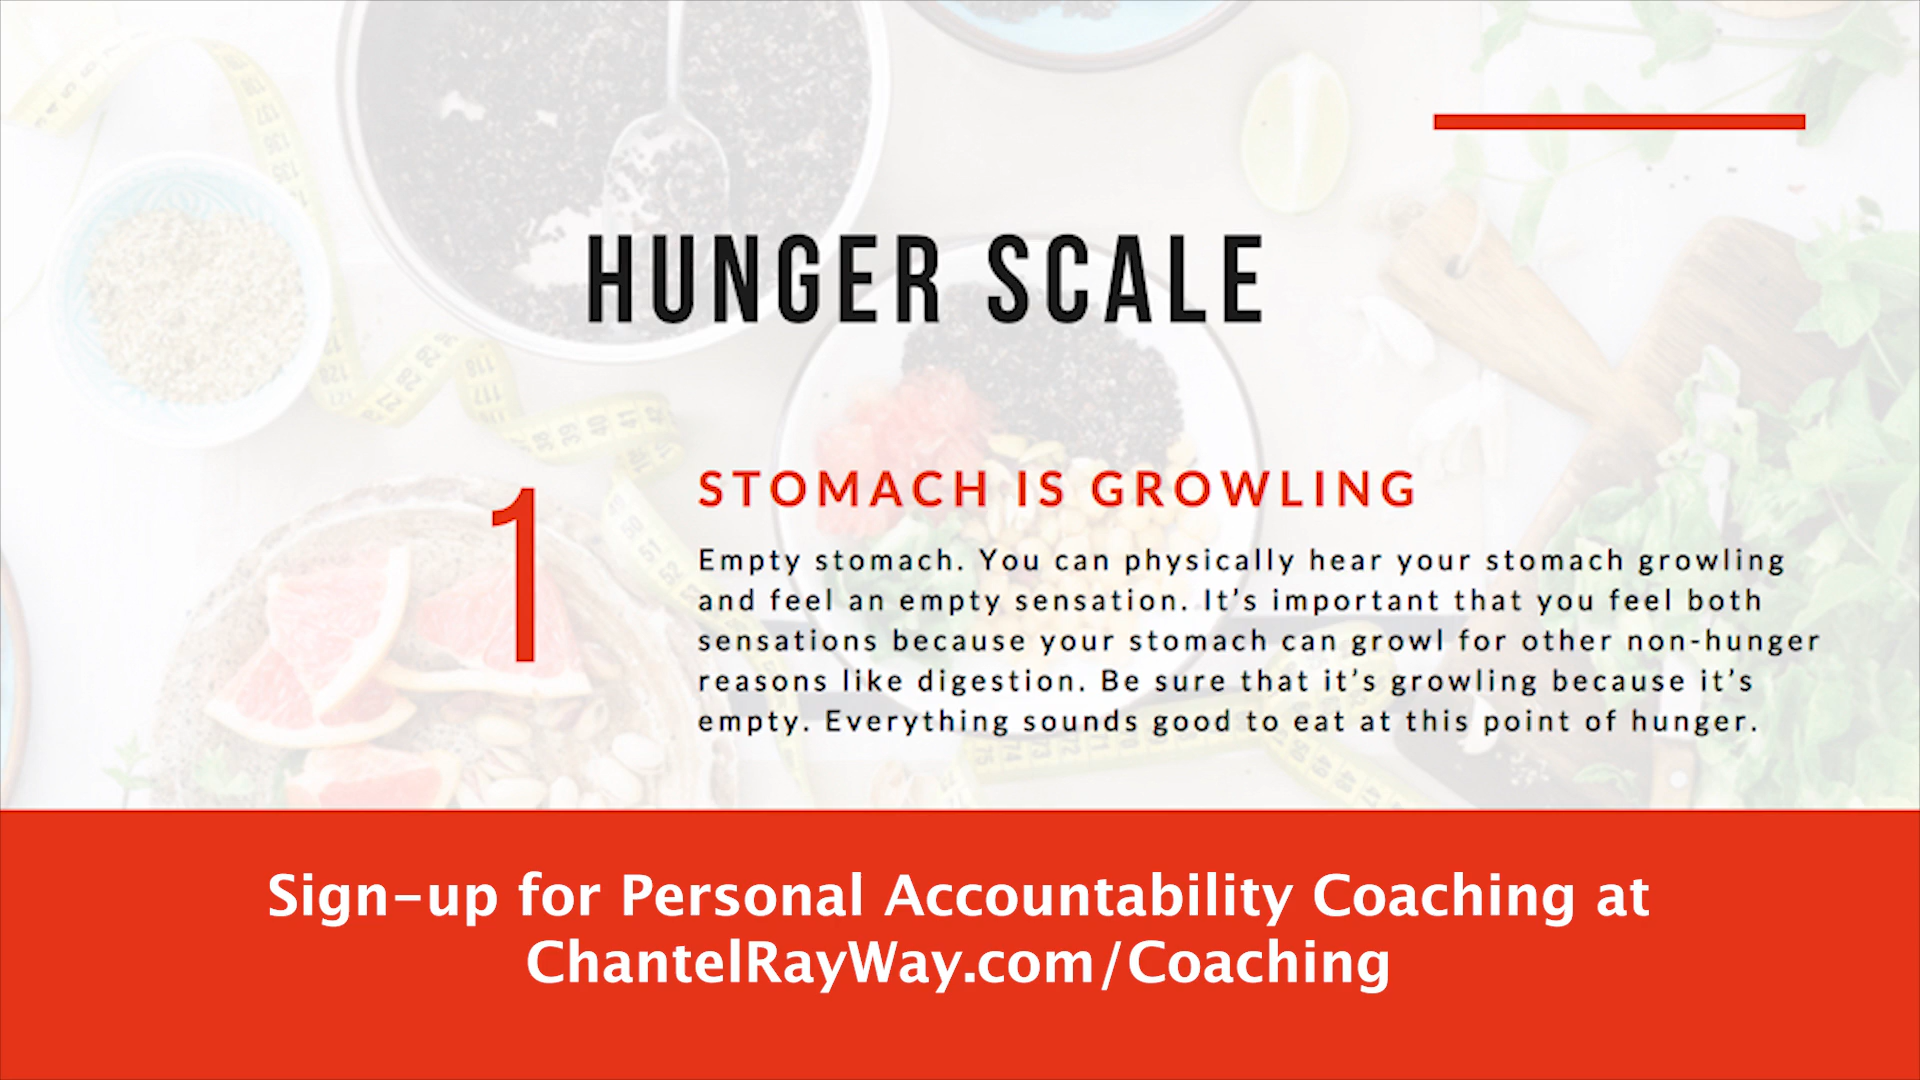 HUNGER SCALE
1
STOMACH IS GROWLING
Empty stomach. You can physically hear your stomach growling
and feel an empty sensation. It's important that you feel both
sensations because your stomach can growl for other non-hunger
reasons like digestion. Be sure that it's growling because it's
empty. Everything sounds good to eat at this point of hunger.
Sign-up for Personal Accountability Coaching at
ChantelRayWay.com/Coaching